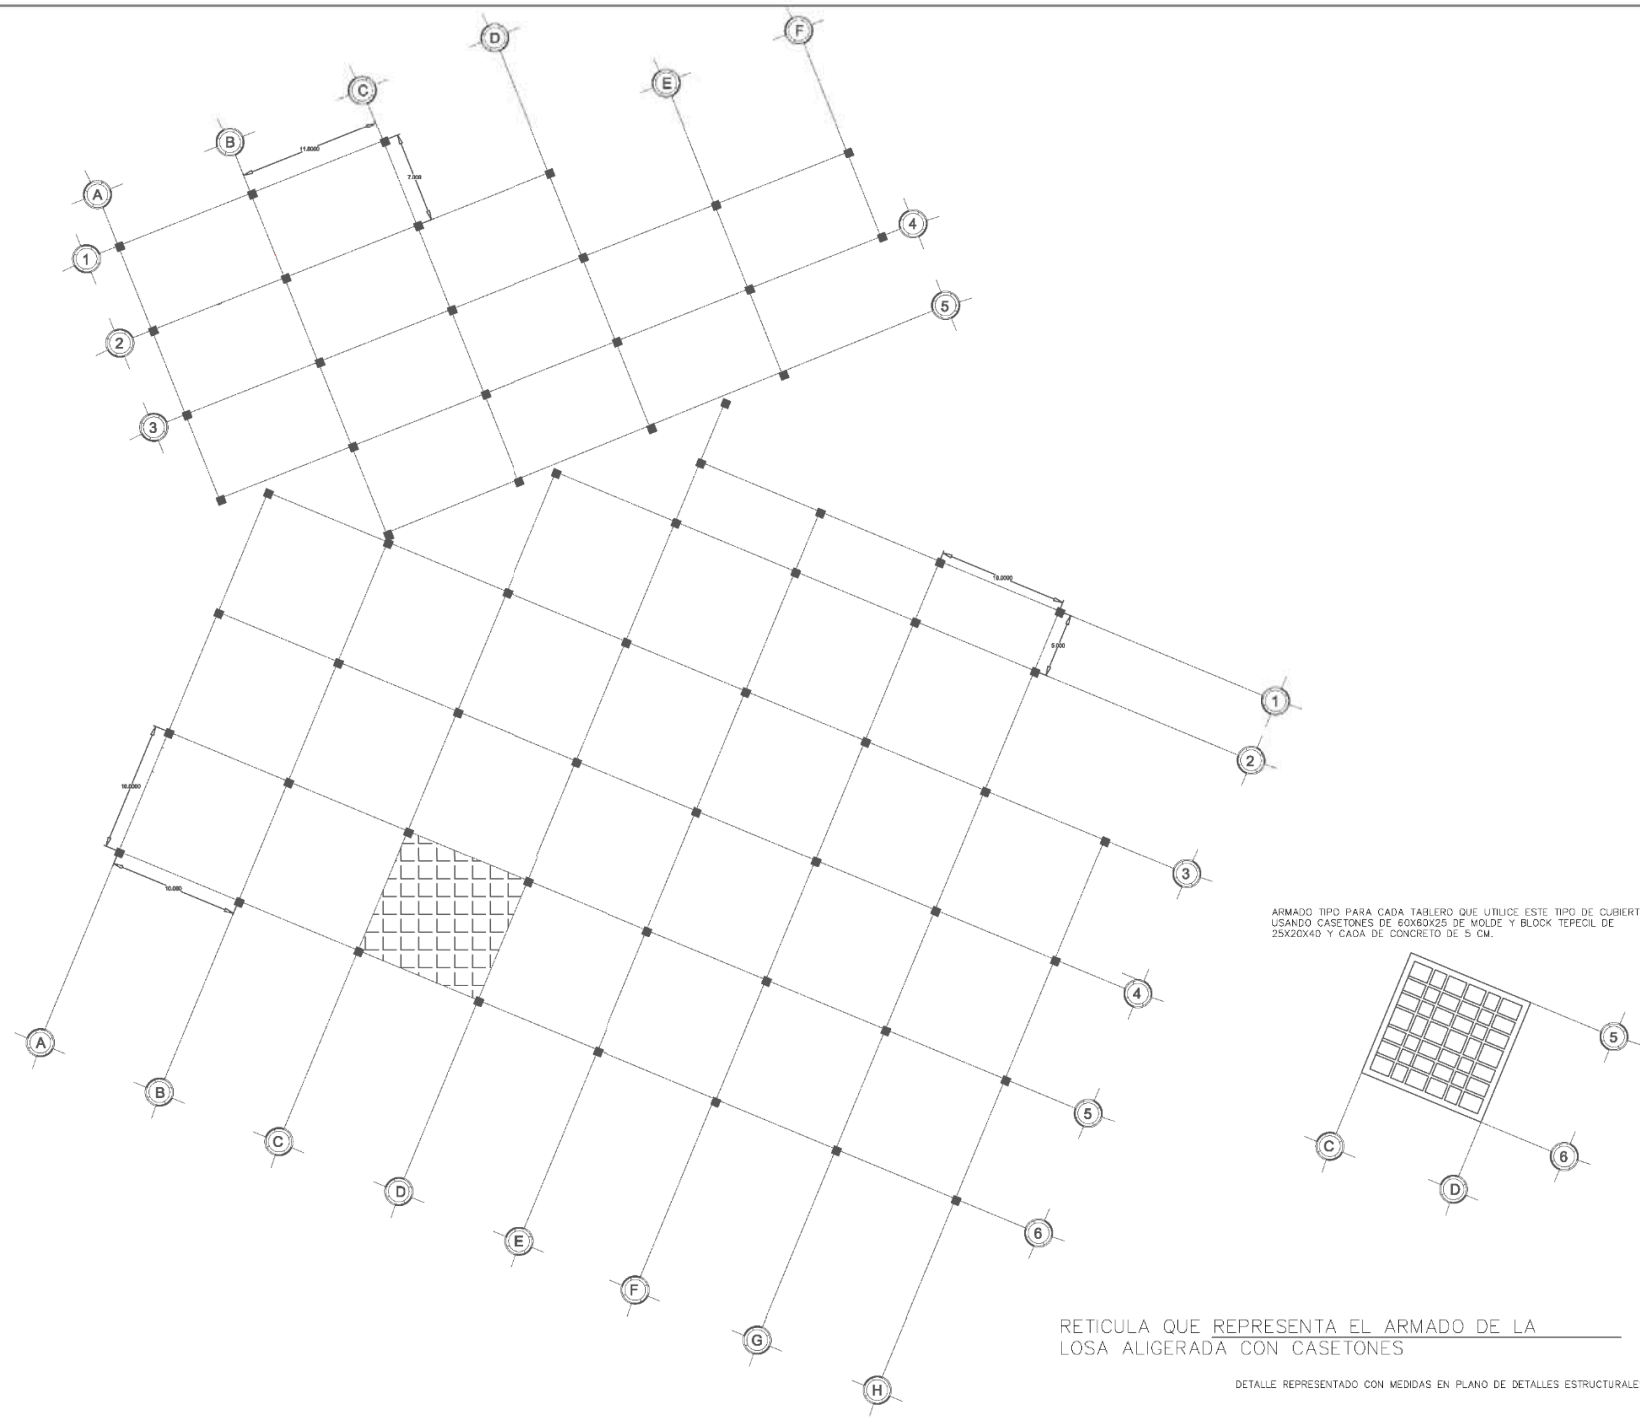 D
F
E
C
B
A
11.0000
7.000
1
4
2
5
3
10.0000
5.000
1
2
10.0000
3
10.000
ARMADO TIPO PARA CADA TABLERO QUE UTILICE ESTE TIPO DE CUBIERT
USANDO CASETONES DE 60X60X25 DE MOLDE Y BLOCK TEPECIL DE
25X20X40 Y CADA DE CONCRETO DE 5 CM.
4
5
A
B
5
C
C
6
D
D
6
E
F
G
H
RETICULA QUE REPRESENTA EL ARMADO DE LA
LOSA ALIGERADA CON CASETONES
DETALLE REPRESENTADO CON MEDIDAS EN PLANO DE DETALLES ESTRUCTURALE